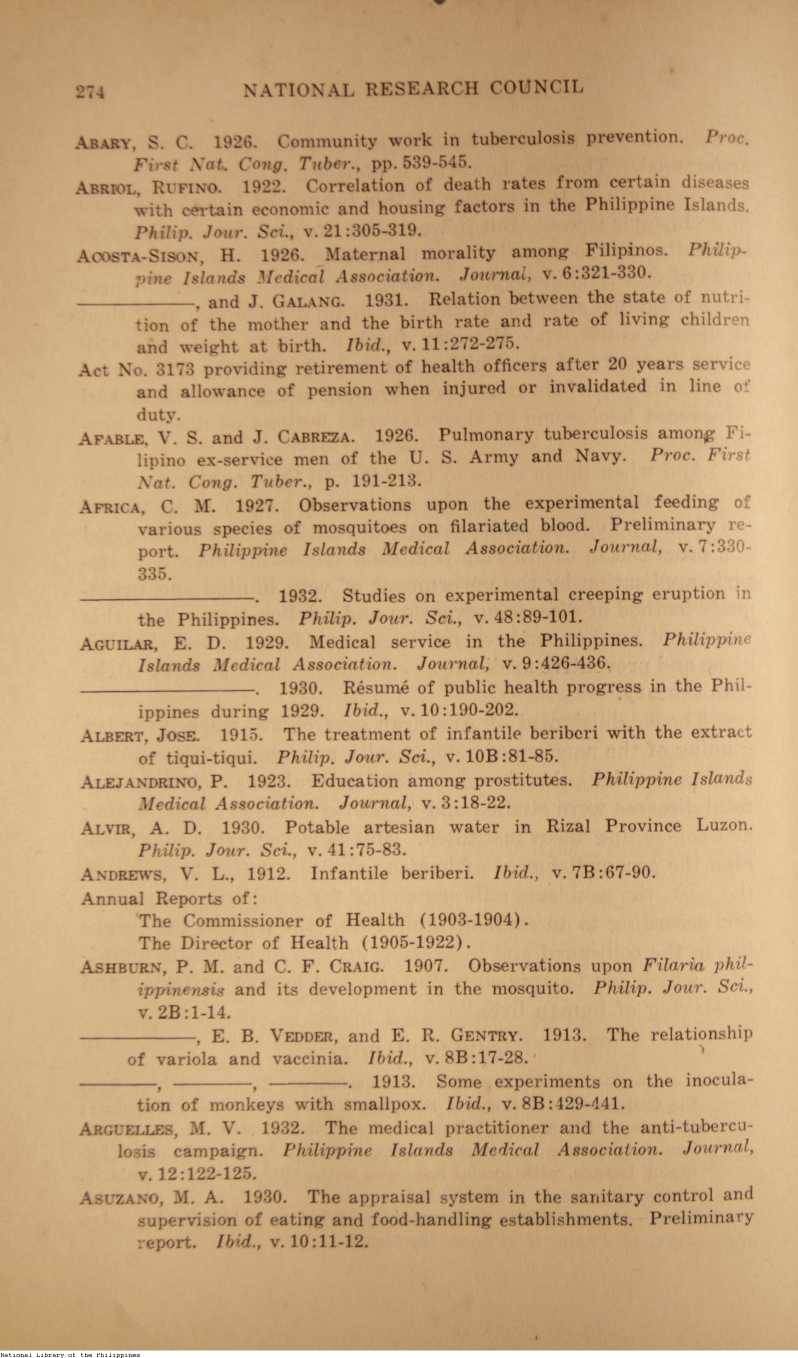 274 NATIONAL RESEARCH COUNCIL
ABARY, S. C. 1926. Community work in tuberculosis prevention. Proc.
First Nat. Cong. Tuber., pp. 539-545.
ABRIOL, RUFINO. 1922. Correlation of death rates from certain diseases
with certain economic and housing factors in the Philippine Islands.
Philip. Jour. Sci., v. 21:305-319.
ACOSTA-SISON, H. 1926. Maternal morality among Filipinos. Philip-
pine Islands Medical Association. Journal, v. 6:321-330.
————, and J. GALANG. 1931. Relation between the state of nutri-
tion of the mother and the birth rate and rate of living children
and weight at birth. Ibid., v. 11:272-275.
Act No. 3173 providing retirement of health officers after 20 years service
and allowance of pension when injured or invalidated in line of
duty.
AFABLE, V. S. and J. CABREZA. 1926. Pulmonary tuberculosis among Fi-
lipino ex-service men of the U. S. Army and Navy. Proc. First
Nat. Cong. Tuber., p. 191-213.
AFRICA, C. M. 1927. Observations upon the experimental feeding of
various species of mosquitoes on filariated blood. Preliminary re-
port. Philippine Islands Medical Association. Journal, v. 7:330-
335.
————. 1932. Studies on experimental creeping eruption in
the Philippines. Philip. Jour. Sci., v. 48:89-101.
AGUILAR, E. D. 1929. Medical service in the Philippines. Philippine
Islands Medical Association. Journal, v. 9:426-436.
————. 1930. Résumé of public health progress in the Phil-
ippines during 1929. Ibid., v. 10:190-202.
ALBERT, JOSE. 1915. The treatment of infantile beriberi with the extract
of tiqui-tiqui. Philip. Jour. Sci., v. 10B:81-85.
ALEJANDRINO, P. 1923. Education among prostitutes. Philippine Islands
Medical Association. Journal, v. 3:18-22.
ALVIR, A. D. 1930. Potable artesian water in Rizal Province Luzon.
Philip. Jour. Sci., v. 41:75-83.
ANDREWS, V. L., 1912. Infantile beriberi. Ibid., v. 7B:67-90.
Annual Reports of:
The Commissioner of Health (1903-1904).
The Director of Health (1905-1922).
ASHBURN, P. M. and C. F. CRAIG. 1907. Observations upon Filaria phil-
ippinensis and its development in the mosquito. Philip. Jour. Sci.,
v. 2B:1-14.
————, E. B. VEDDER, and E. R. GENTRY. 1913. The relationship
of variola and vaccinia. Ibid., v. 8B:17-28.
————, ————, ————. 1913. Some experiments on the inocula-
tion of monkeys with smallpox. Ibid., v. 8B:429-441.
ARGUELLES, M. V. 1932. The medical practitioner and the anti-tubercu-
losis campaign. Philippine Islands Medical Association. Journal,
v. 12:122-125.
ASUZANO, M. A. 1930. The appraisal system in the sanitary control and
supervision of eating and food-handling establishments. Preliminary
report. Ibid., v. 10:11-12.
National Library of the Philippines